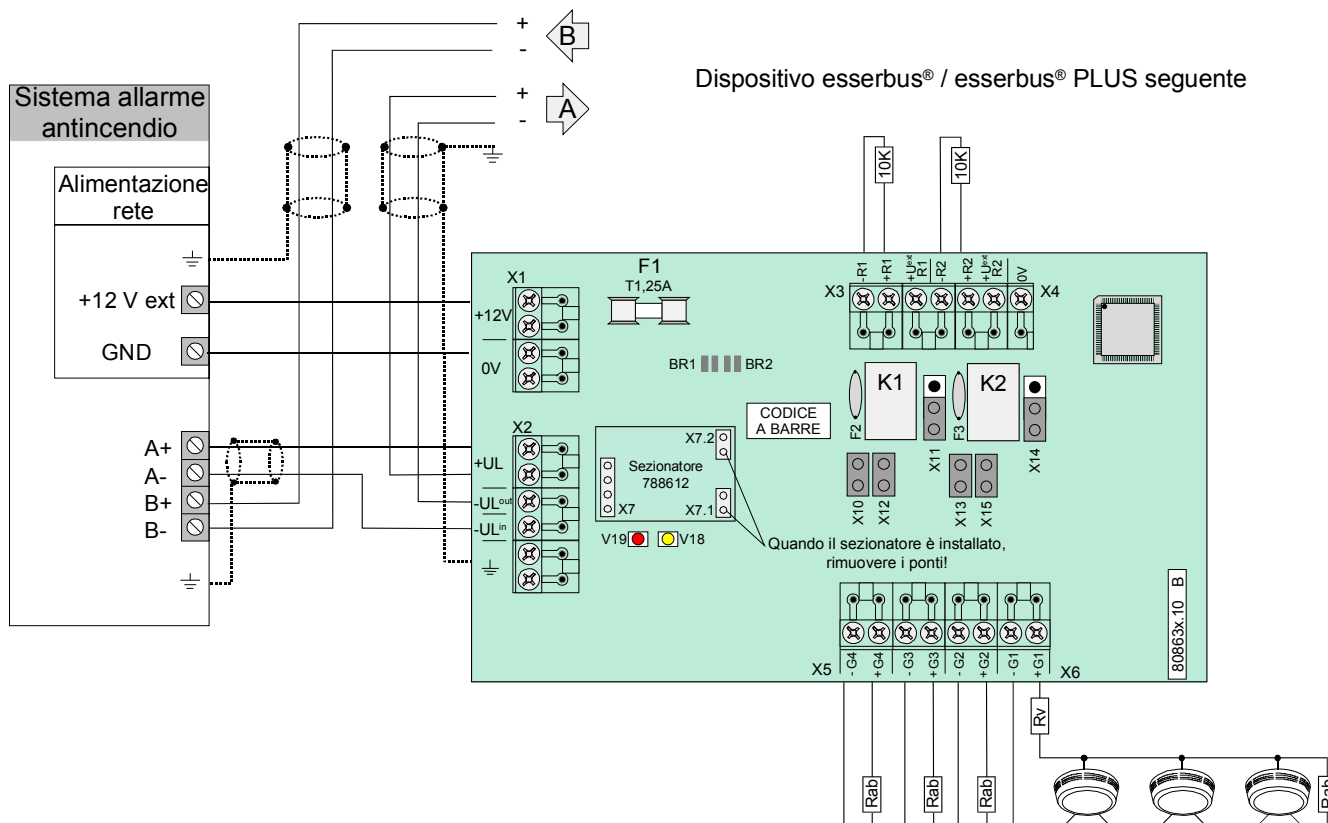 +
B
-
Dispositivo esserbus® / esserbus® PLUS seguente
+
A
-
Sistema allarme
antincendio
Alimentazione
rete
+12 V ext
GND
A+
A-
B+
B-
10K
10K
X1
+12V
0V
F1
T1,25A
-R1
+R1
+Uext
R1
-R2
+R2
+Uext
R2
0V
X3
X4
BR1
BR2
K1
K2
F2
F3
X11
X14
CODICE
A BARRE
X10
X12
X13
X15
X2
+UL
-ULout
-ULin
X7.2
Sezionatore
788612
X7
X7.1
V19
V18
Quando il sezionatore è installato,
rimuovere i ponti!
80863x.10 B
X5
- G4
+ G4
- G3
+ G3
- G2
+ G2
- G1
+ G1
X6
Rv
Rab
Rab
Rab
Rab